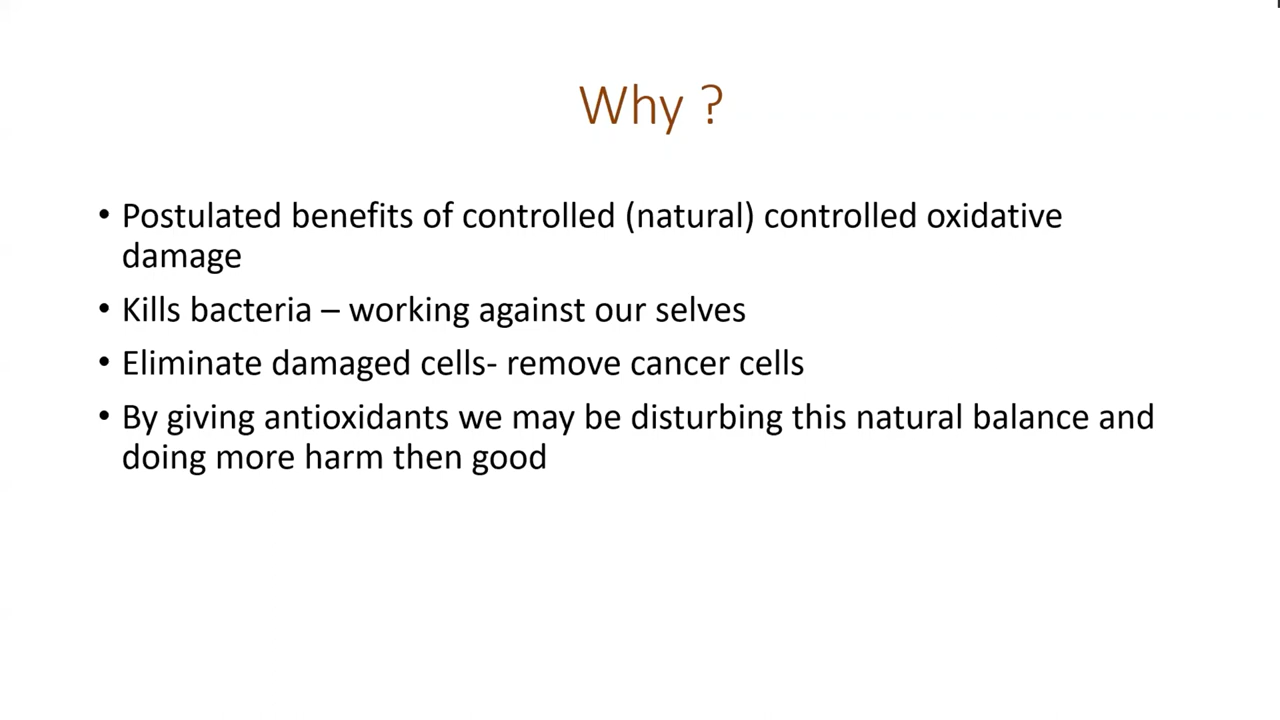 Why ?
• Postulated benefits of controlled (natural) controlled oxidative
damage
• Kills bacteria – working against our selves
• Eliminate damaged cells- remove cancer cells
• By giving antioxidants we may be disturbing this natural balance and
doing more harm then good